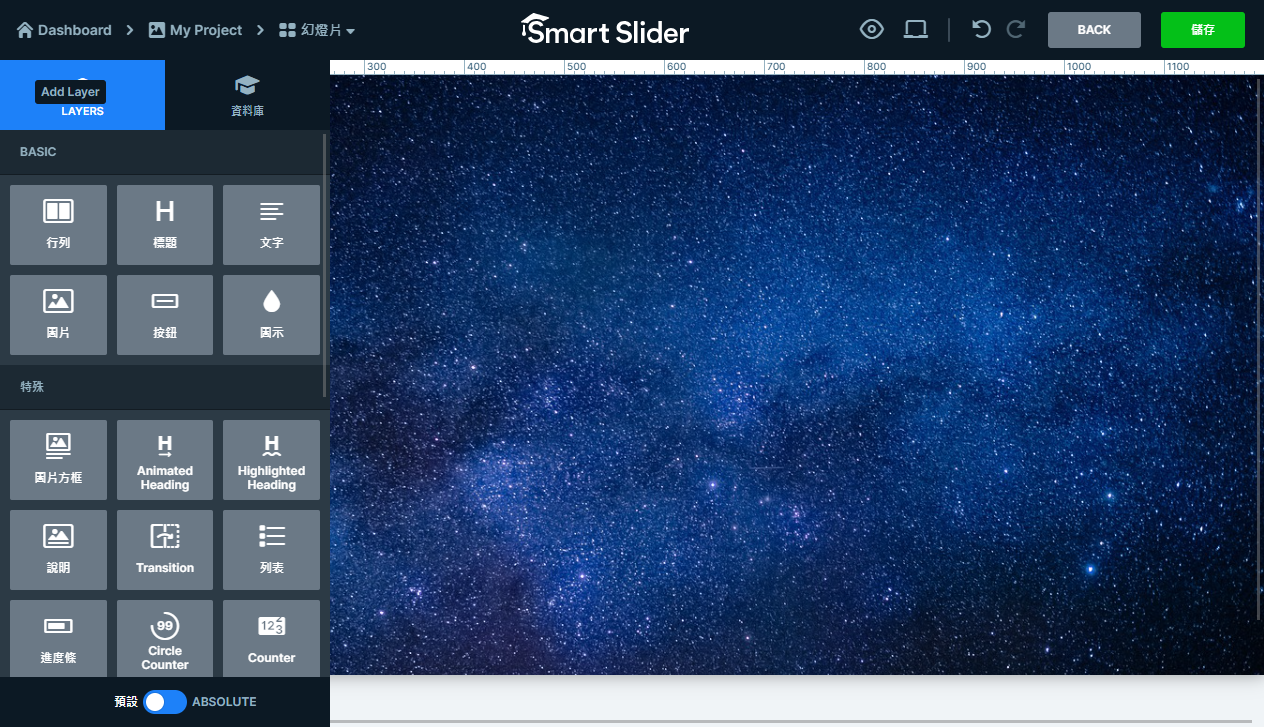 Dashboard
My Project
幻燈片
Smart Slider
BACK
儲存
Add Layer
LAYERS
資料庫
300 400 500 600 700 800 900 1000 1100
BASIC
行列
標題
文字
圖片
按鈕
圖示
特殊
圖片方框
Animated
Heading
Highlighted
Heading
說明
Transition
列表
進度條
99
Circle
Counter
123
Counter
預設
ABSOLUTE